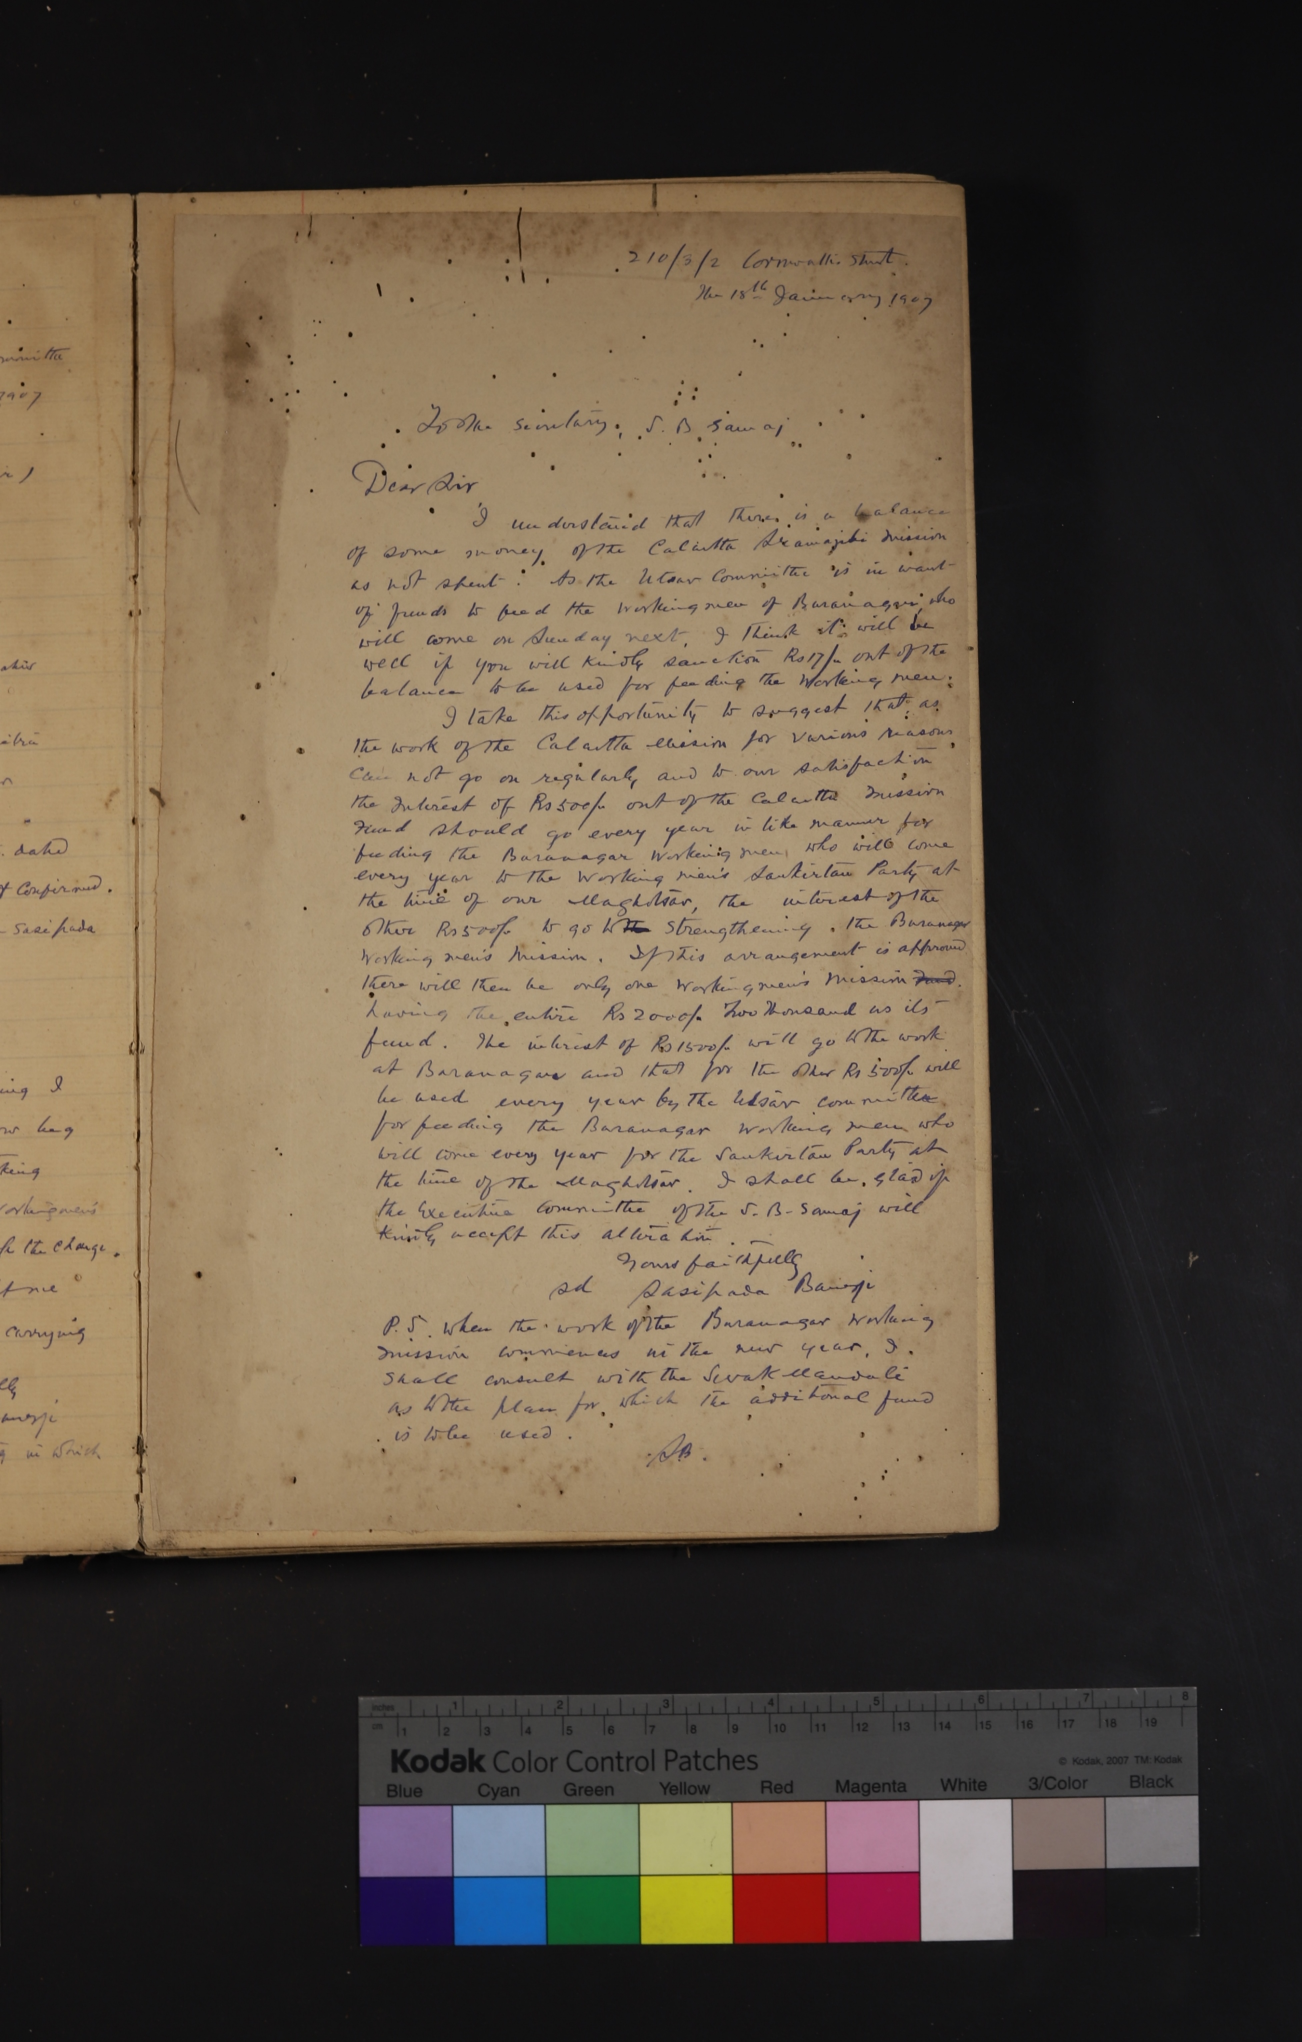 mmittee
1907
. dated
& Confirmed.
- Sasipada
ing I
king
Workingmen's
the change.
of me
carrying
in which
210/3/2 Cornwallis Street.
The 18th January 1907
To the Secretary, S. B. Samaj
Dear Sir
I understand that there is a balance
of some money of the Calcutta Sramajibi Mission
as not spent. As the Utsav Committee is in want
of funds to feed the working men of Baranagar who
will come on Sunday next, I think it will be
well if you will kindly sanction Rs 17/- out of the
balance to be used for feeding the working men.
I take this opportunity to suggest that as
the work of the Calcutta Mission for various reasons
can not go on regularly and to our satisfaction
the Interest of Rs 500/- out of the Calcutta Mission
Fund should go every year in like manner for
feeding the Baranagar working men who will come
every year to the working men's Sankirtan Party at
the time of our Maghotsav, the interest of the
other Rs 500/- to go to the strengthening the Baranagar
working men's Mission. If this arrangement is approved
there will then be only one workingmen's Mission Fund.
having the entire Rs 2000/- Two thousand as its
fund. The interest of Rs 1500/- will go to the work
at Baranagar and that for the other Rs 500/- will
be used every year by the Utsav committee
for feeding the Baranagar working men who
will come every year for the Sankirtan Party at
the time of the Maghotsav. I shall be glad if
the Executive Committee of the S. B. Samaj will
kindly accept this alteration.
Yours faithfully
sd Sasipada Banerji
P. S. When the work of the Baranagar working
mission commences in the new year, I
shall consult with the Sevak Mandali
as to the plan for which the additional fund
is to be used.
SB.
inches 1 2 3 4 5 6 7 8
cm 1 2 3 4 5 6 7 8 9 10 11 12 13 14 15 16 17 18 19
Kodak Color Control Patches © Kodak, 2007 TM: Kodak
Blue Cyan Green Yellow Red Magenta White 3/Color Black